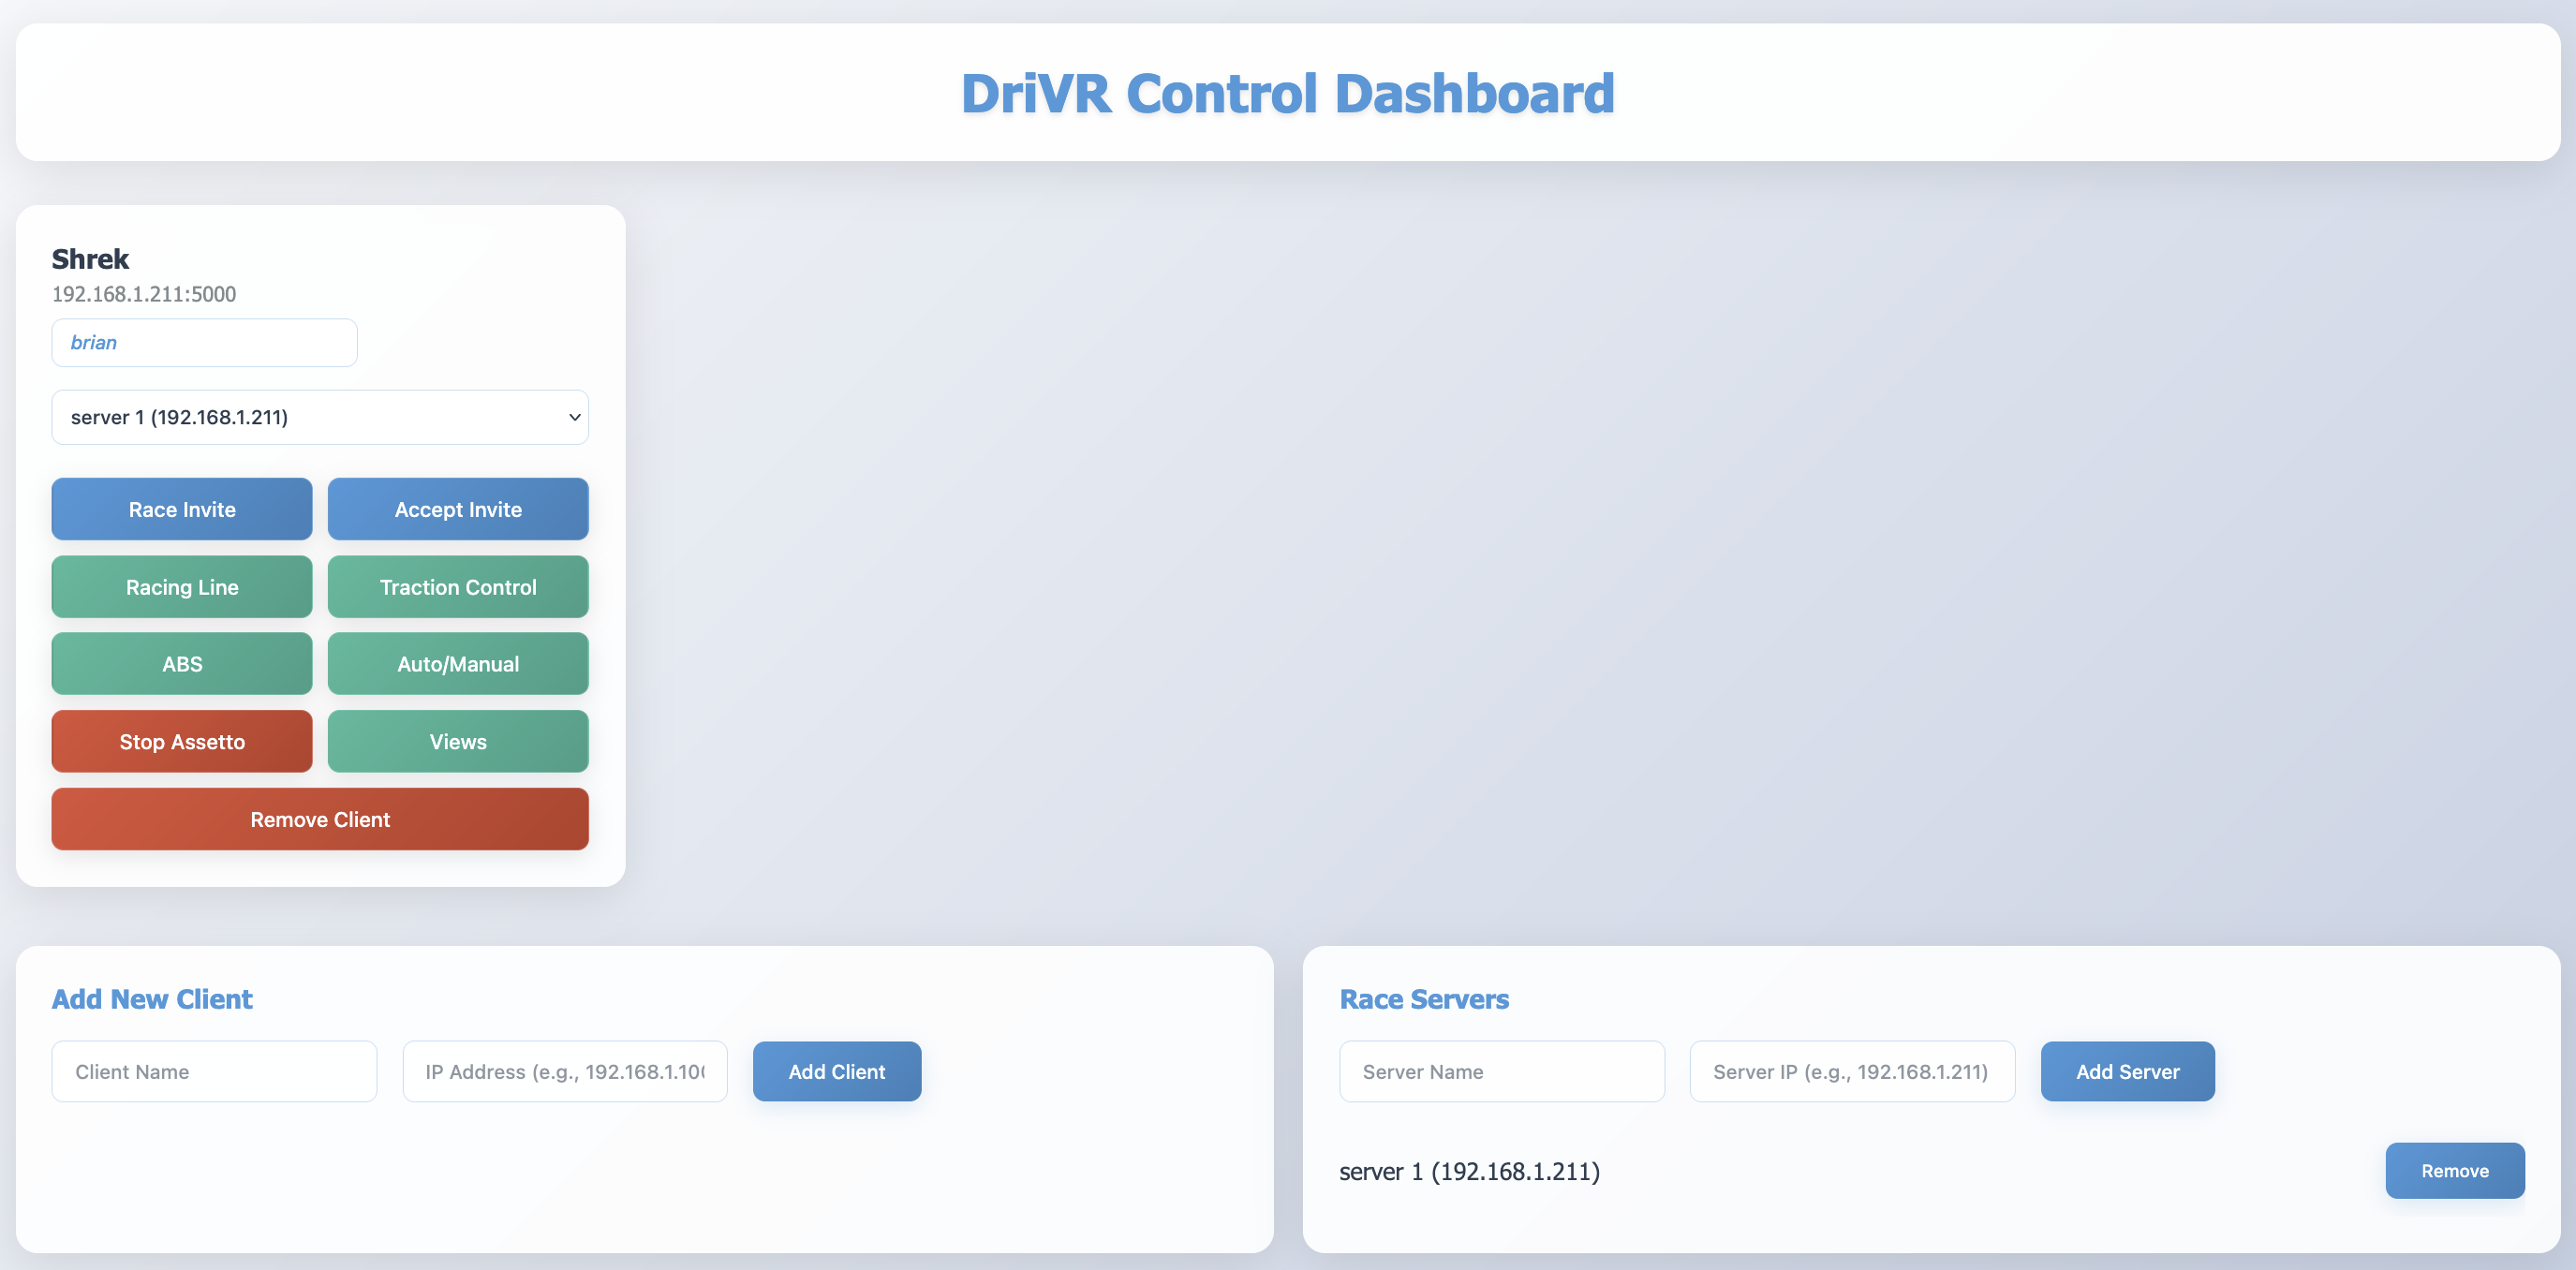 DriVR Control Dashboard
Shrek
192.168.1.211:5000
brian
server 1 (192.168.1.211)
Race Invite
Accept Invite
Racing Line
Traction Control
ABS
Auto/Manual
Stop Assetto
Views
Remove Client
Add New Client
Client Name
IP Address (e.g., 192.168.1.10
Add Client
Race Servers
Server Name
Server IP (e.g., 192.168.1.211)
Add Server
server 1 (192.168.1.211)
Remove